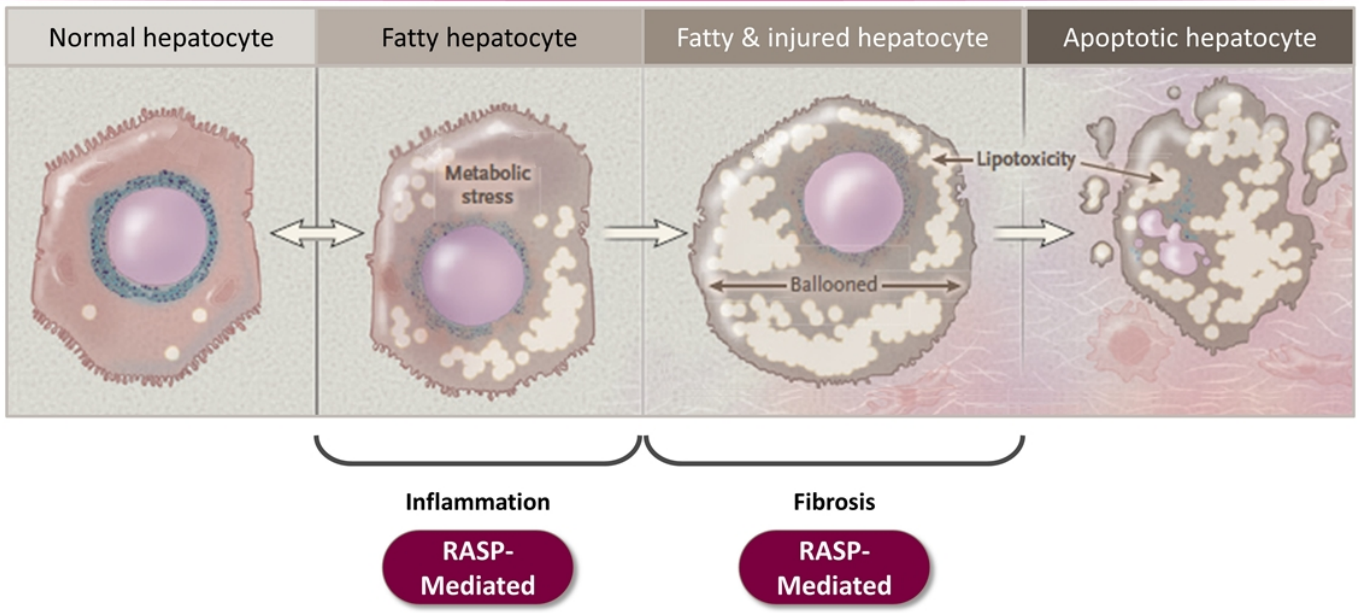 Normal hepatocyte
Fatty hepatocyte
Fatty & injured hepatocyte
Apoptotic hepatocyte
Metabolic
stress
Lipotoxicity
Ballooned
Inflammation
Fibrosis
RASP-
Mediated
RASP-
Mediated